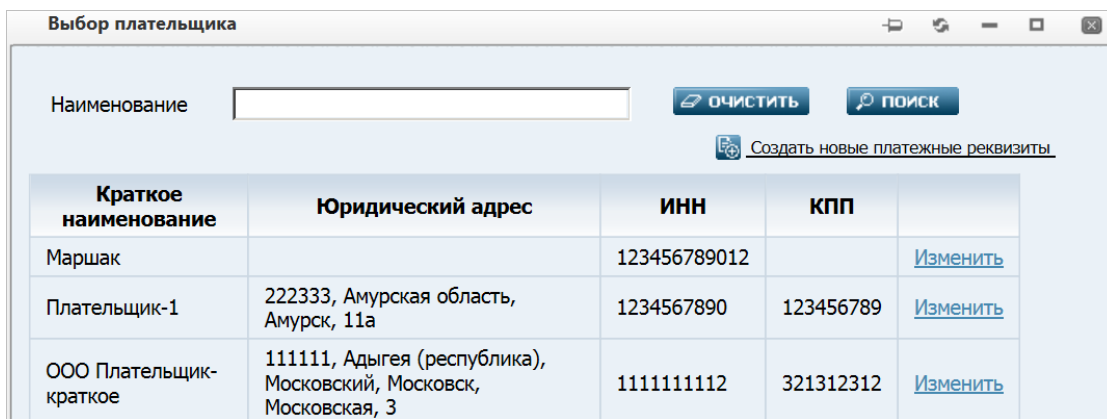 Выбор плательщика
Наименование
ОЧИСТИТЬ
ПОИСК
Создать новые платежные реквизиты
Краткое
наименование
Юридический адрес
ИНН
КПП
Маршак
123456789012
Изменить
Плательщик-1
222333, Амурская область,
Амурск, 11а
1234567890
123456789
Изменить
ООО Плательщик-
краткое
111111, Адыгея (республика),
Московский, Московск,
Московская, 3
1111111112
321312312
Изменить